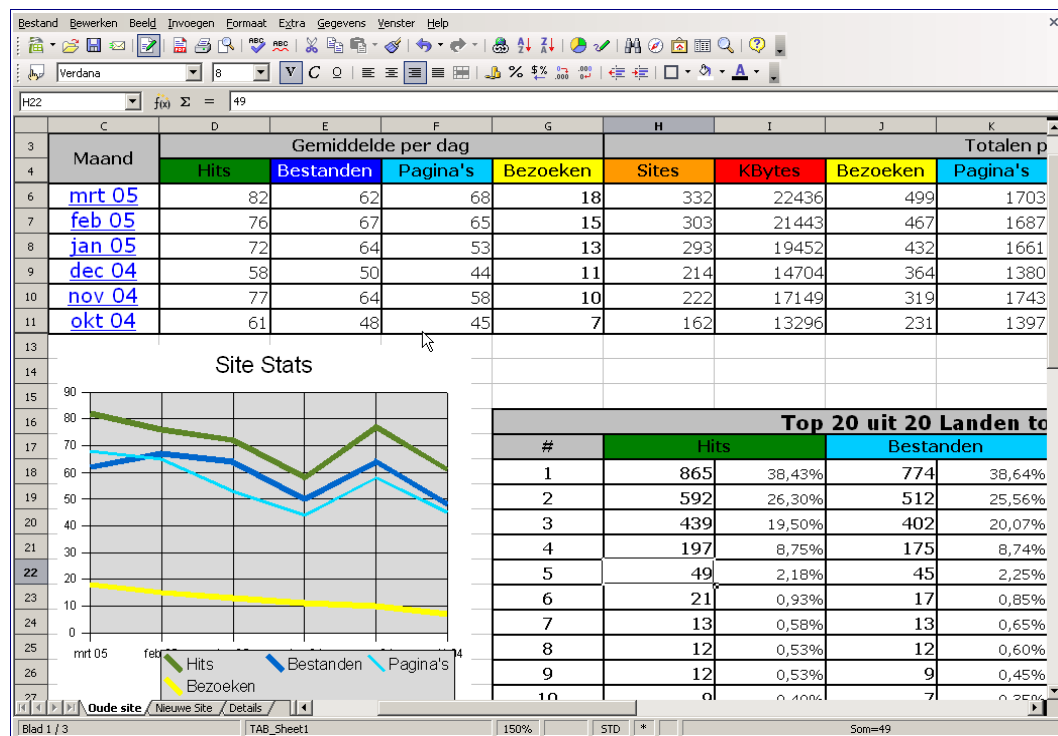 Bestand Bewerken Beeld Invoegen Formaat Extra Gegevens Venster Help
Verdana 8 V C O
H22 f(x) Σ = 49
C D E F G H I J K
3 Maand Gemiddelde per dag Totalen p
4 Hits Bestanden Pagina's Bezoeken Sites KBytes Bezoeken Pagina's
6 mrt 05 82 62 68 18 332 22436 499 1703
7 feb 05 76 67 65 15 303 21443 467 1687
8 jan 05 72 64 53 13 293 19452 432 1661
9 dec 04 58 50 44 11 214 14704 364 1380
10 nov 04 77 64 58 10 222 17149 319 1743
11 okt 04 61 48 45 7 162 13296 231 1397
13
14 Site Stats
15
90
80
70
60
50
40
30
20
10
0
mrt 05
Hits Bestanden Pagina's
Bezoeken
16 Top 20 uit 20 Landen to
17 # Hits Bestanden
18 1 865 38,43% 774 38,64%
19 2 592 26,30% 512 25,56%
20 3 439 19,50% 402 20,07%
21 4 197 8,75% 175 8,74%
22 5 49 2,18% 45 2,25%
23 6 21 0,93% 17 0,85%
24 7 13 0,58% 13 0,65%
25 8 12 0,53% 12 0,60%
26 9 12 0,53% 9 0,45%
27 10 9 0,40% 7 0,35%
Oude site Nieuwe Site Details
Blad 1 / 3 TAB_Sheet1 150% STD * Som=49